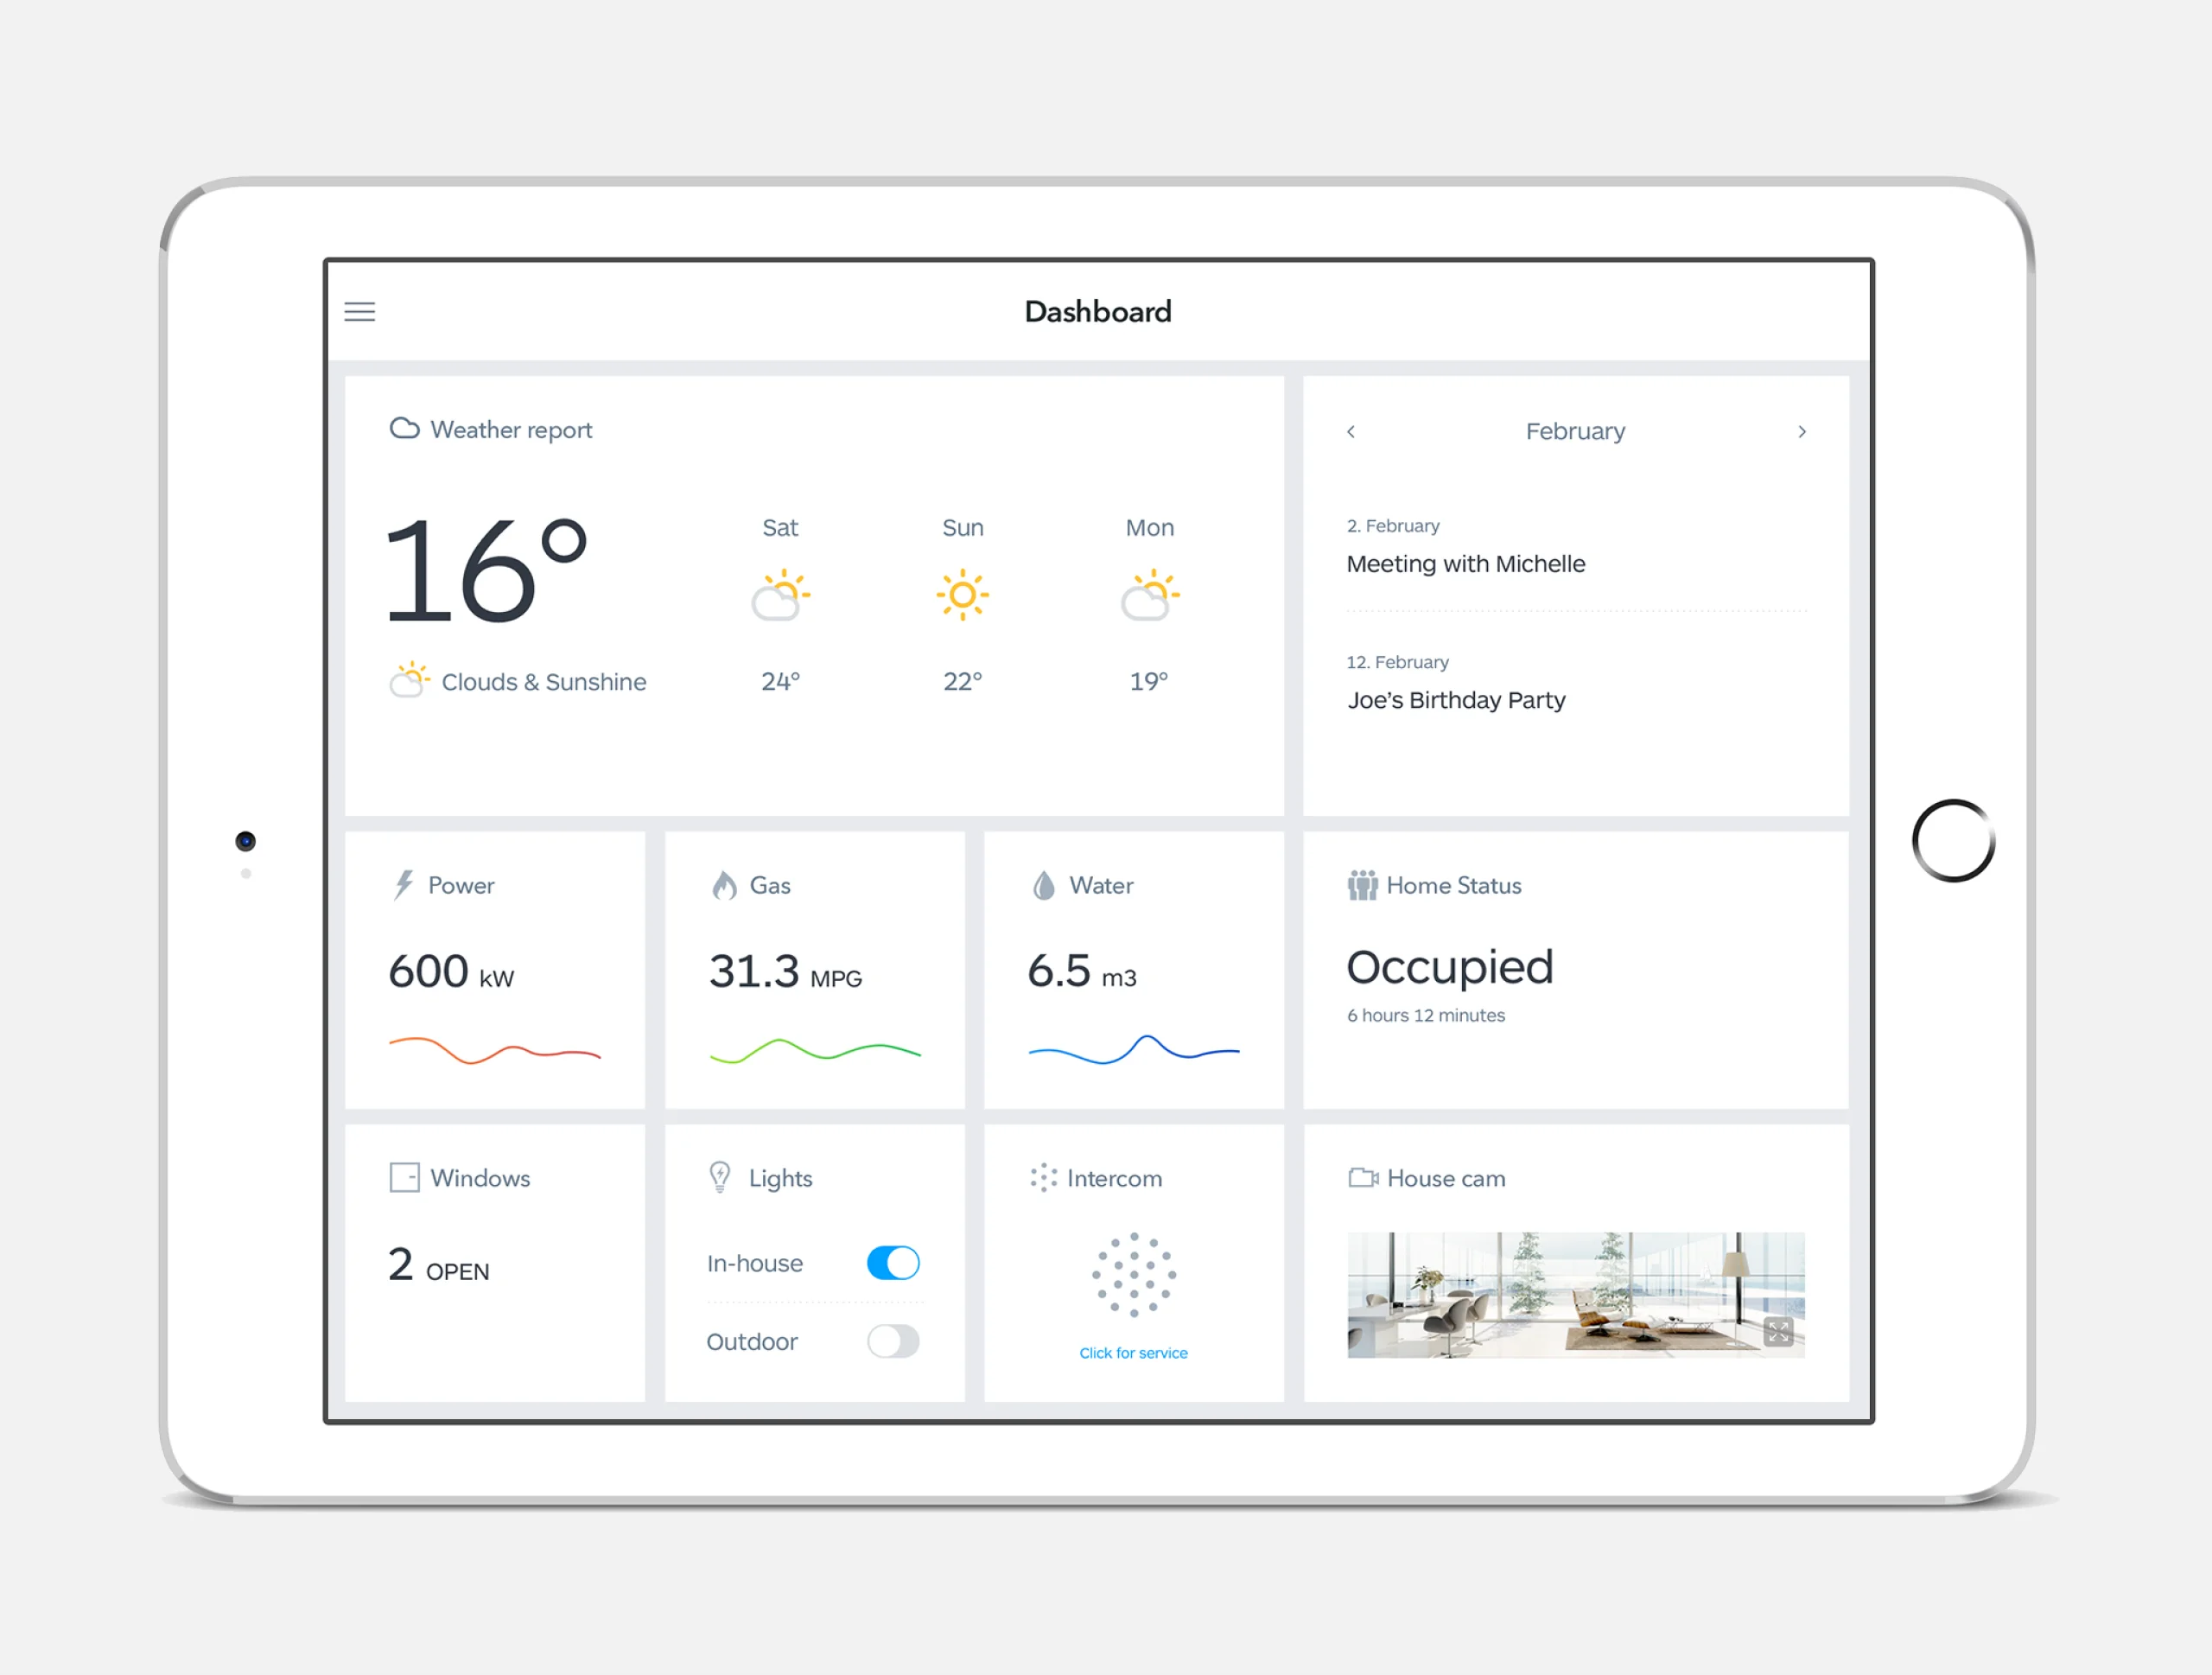 Dashboard
Weather report
16°
Clouds & Sunshine
Sat
24°
Sun
22°
Mon
19°
February
2. February
Meeting with Michelle
12. February
Joe’s Birthday Party
Power
600 kW
Gas
31.3 MPG
Water
6.5 m3
Home Status
Occupied
6 hours 12 minutes
Windows
2 OPEN
Lights
In-house
Outdoor
Intercom
Click for service
House cam